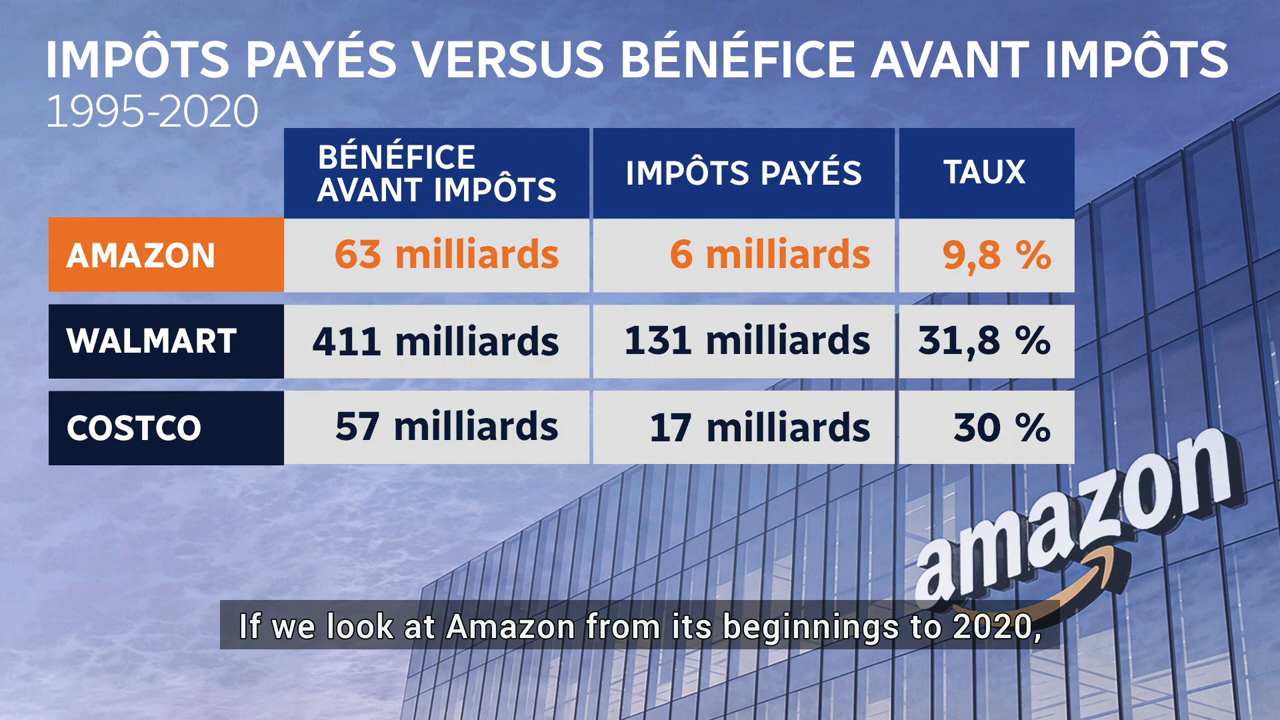 IMPÔTS PAYÉS VERSUS BÉNÉFICE AVANT IMPÔTS
1995-2020
BÉNÉFICE
AVANT IMPÔTS
IMPÔTS PAYÉS
TAUX
AMAZON 63 milliards 6 milliards 9,8 %
WALMART 411 milliards 131 milliards 31,8 %
COSTCO 57 milliards 17 milliards 30 %
amazon
If we look at Amazon from its beginnings to 2020,